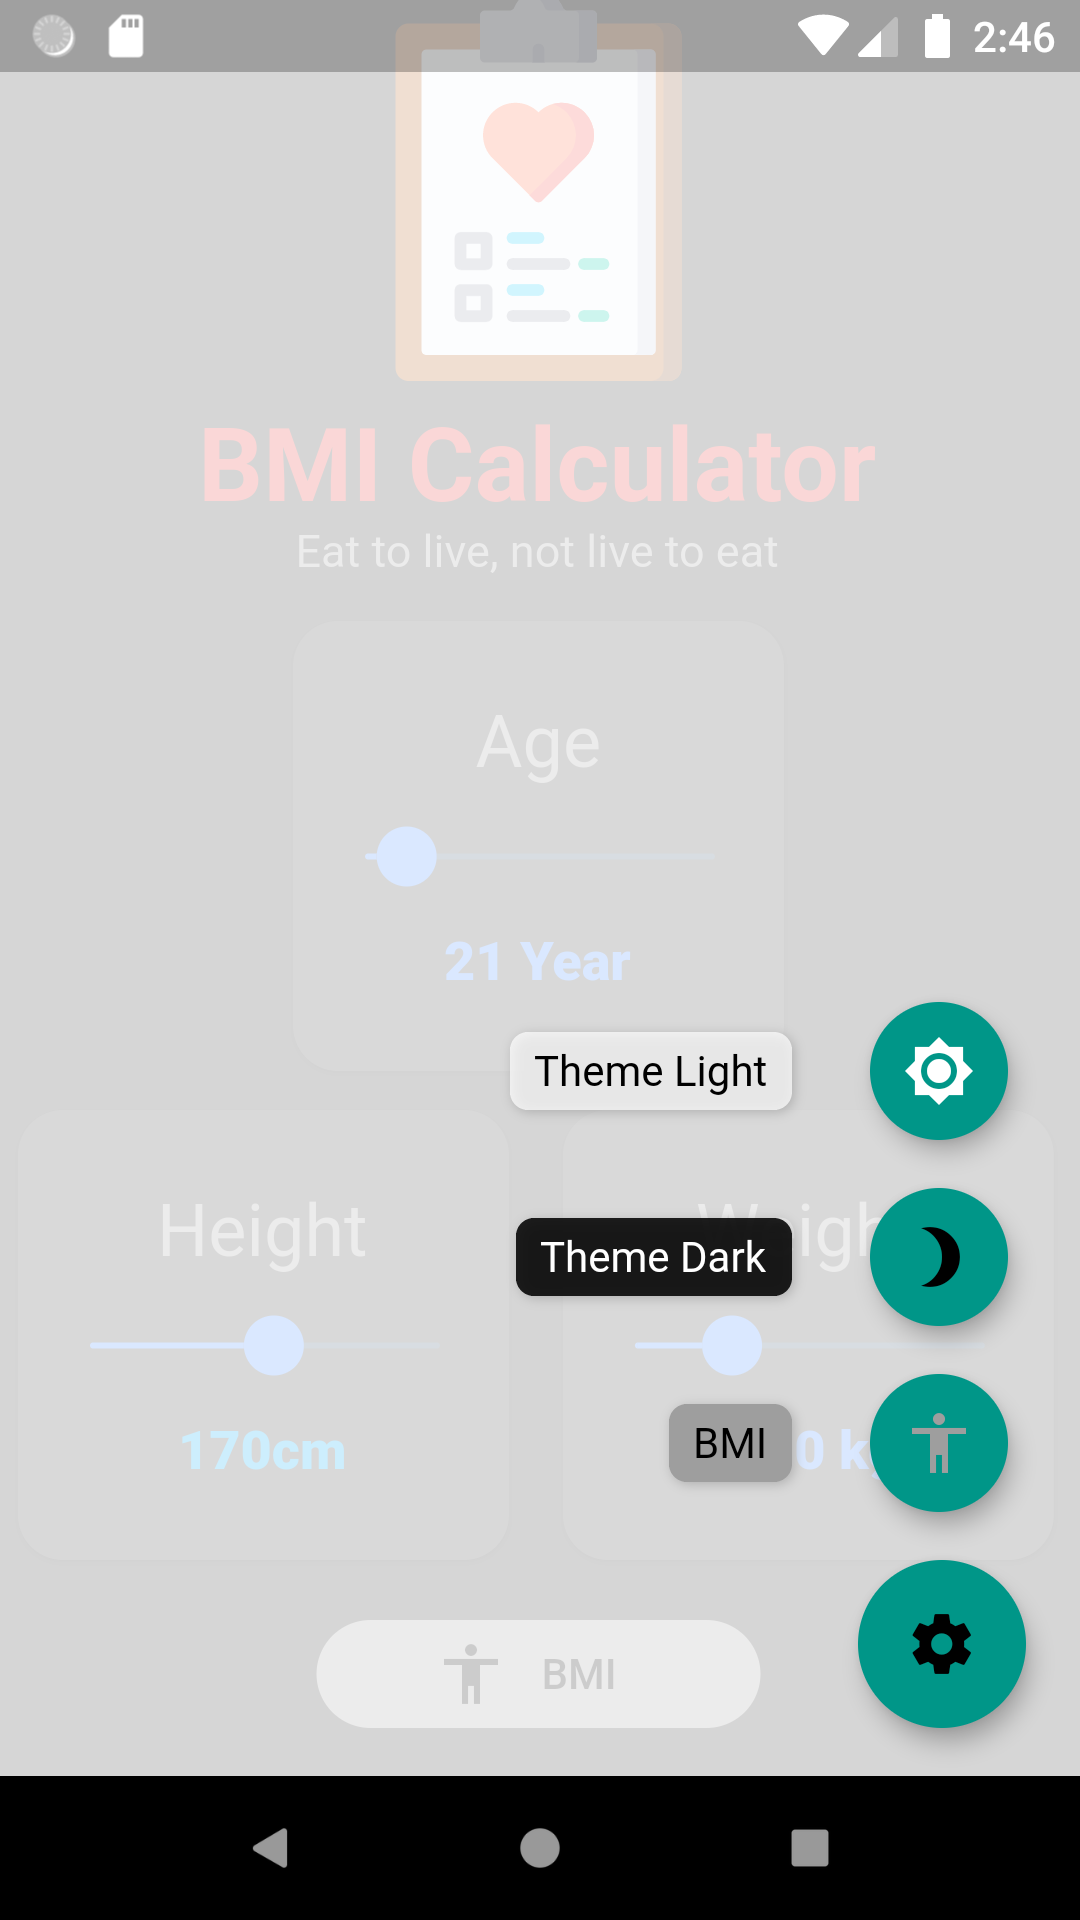 2:46
BMI Calculator
Eat to live, not live to eat
Age
21 Year
Theme Light
Height
Theme Dark
170cm
BMI
BMI